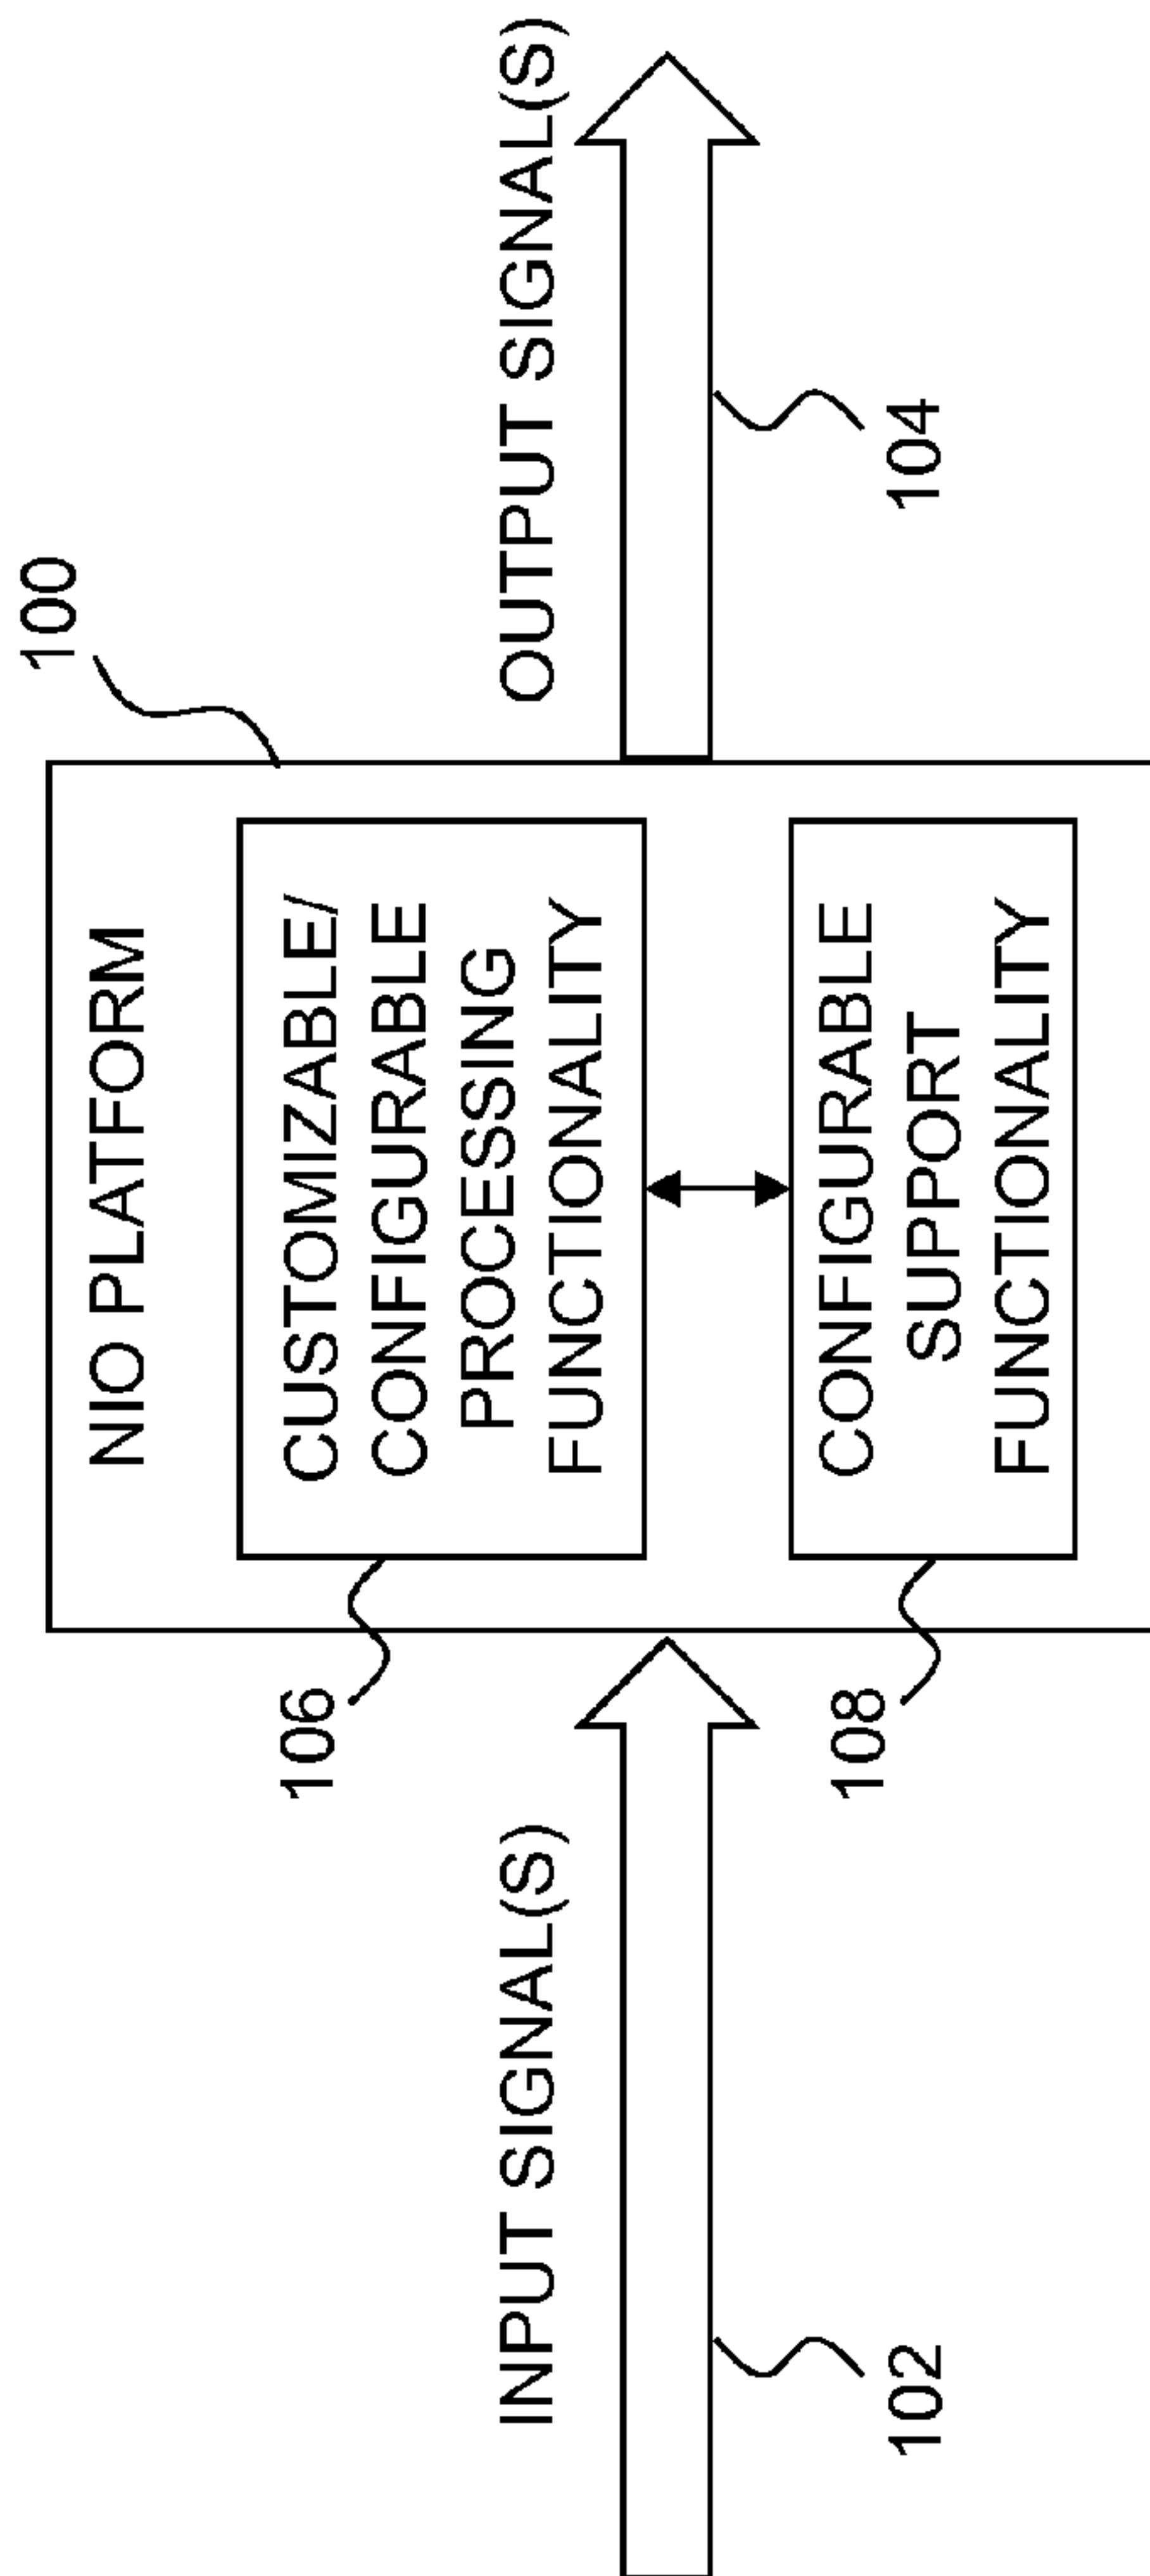 100
NIO PLATFORM
CUSTOMIZABLE/
CONFIGURABLE
PROCESSING
FUNCTIONALITY
106
INPUT SIGNAL(S)
OUTPUT SIGNAL(S)
CONFIGURABLE
SUPPORT
FUNCTIONALITY
108
102
104